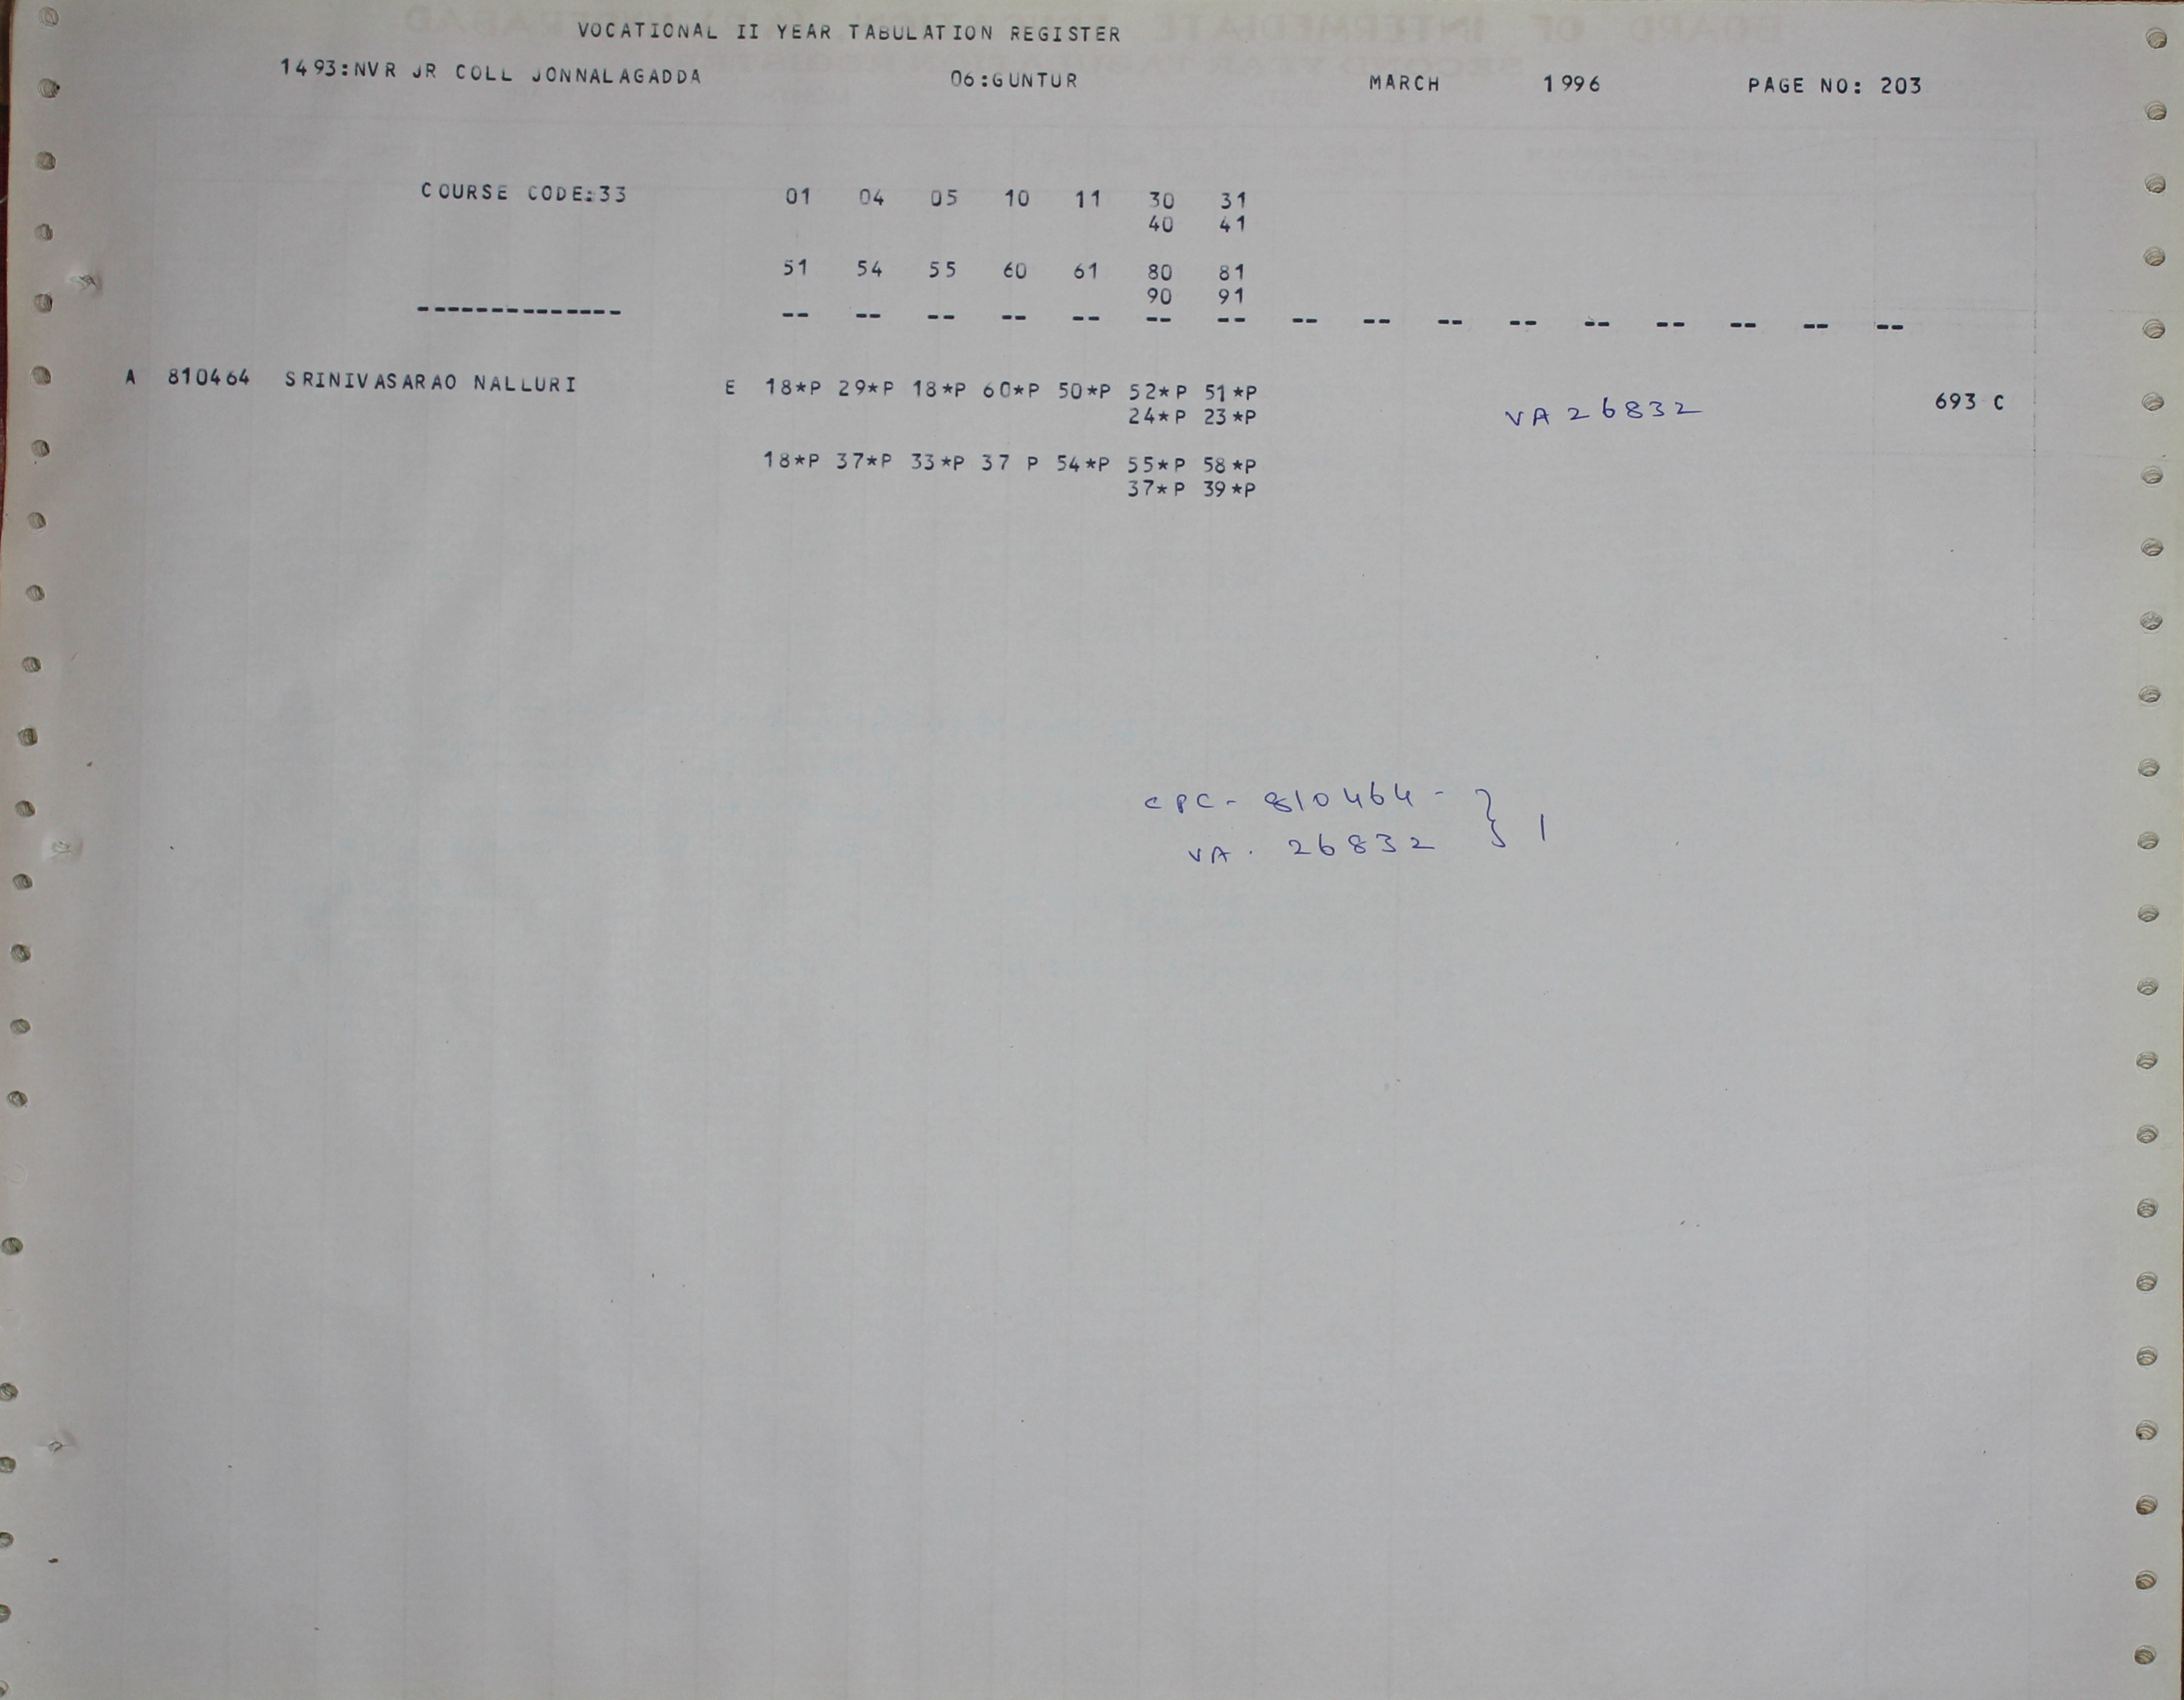 VOCATIONAL II YEAR TABULATION REGISTER
1493:NVR JR COLL JONNALAGADDA 06:GUNTUR MARCH 1996 PAGE NO: 203
COURSE CODE:33 01 04 05 10 11 30 31
40 41
51 54 55 60 61 80 81
90 91
-------------- -- -- -- -- -- -- -- -- -- -- -- -- -- -- -- --
A 810464 SRINIVASARAO NALLURI E 18*P 29*P 18*P 60*P 50*P 52*P 51*P VA 26832 693 C
24*P 23*P
18*P 37*P 33*P 37 P 54*P 55*P 58*P
37*P 39*P
CPC- 810464 - } 1
VA. 26832